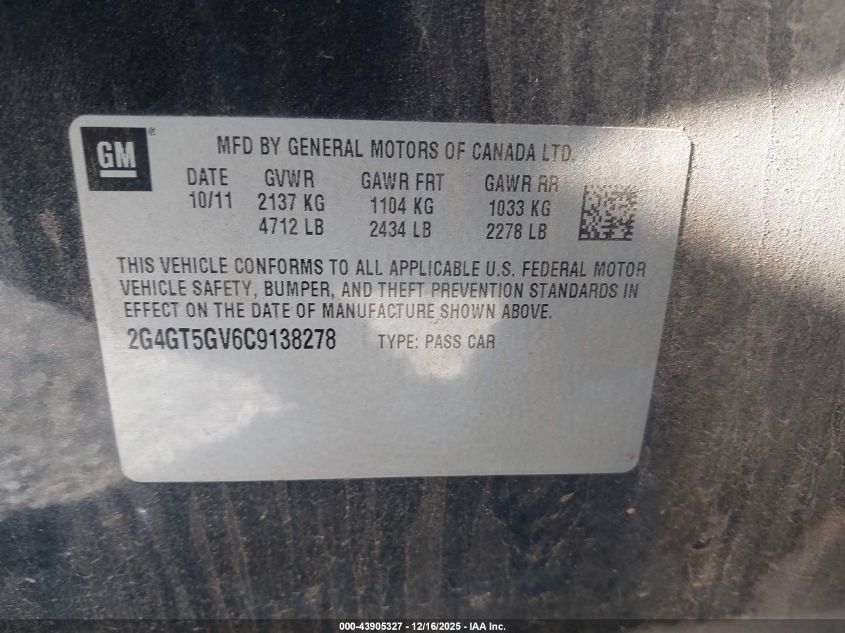 GM ®
MFD BY GENERAL MOTORS OF CANADA LTD.
DATE GVWR GAWR FRT GAWR RR
10/11 2137 KG 1104 KG 1033 KG
4712 LB 2434 LB 2278 LB
THIS VEHICLE CONFORMS TO ALL APPLICABLE U.S. FEDERAL MOTOR
VEHICLE SAFETY, BUMPER, AND THEFT PREVENTION STANDARDS IN
EFFECT ON THE DATE OF MANUFACTURE SHOWN ABOVE.
2G4GT5GV6C9138278 TYPE: PASS CAR
000-43905327 - 12/16/2025 - IAA Inc.